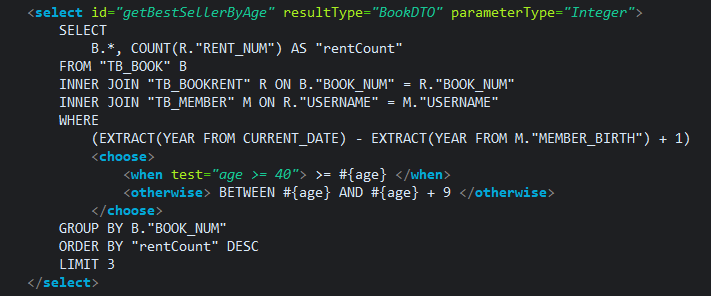 <select id="getBestSellerByAge" resultType="BookDTO" parameterType="Integer">
SELECT
B.*, COUNT(R."RENT_NUM") AS "rentCount"
FROM "TB_BOOK" B
INNER JOIN "TB_BOOKRENT" R ON B."BOOK_NUM" = R."BOOK_NUM"
INNER JOIN "TB_MEMBER" M ON R."USERNAME" = M."USERNAME"
WHERE
(EXTRACT(YEAR FROM CURRENT_DATE) - EXTRACT(YEAR FROM M."MEMBER_BIRTH") + 1)
<choose>
<when test="age >= 40"> >= #{age} </when>
<otherwise> BETWEEN #{age} AND #{age} + 9 </otherwise>
</choose>
GROUP BY B."BOOK_NUM"
ORDER BY "rentCount" DESC
LIMIT 3
</select>